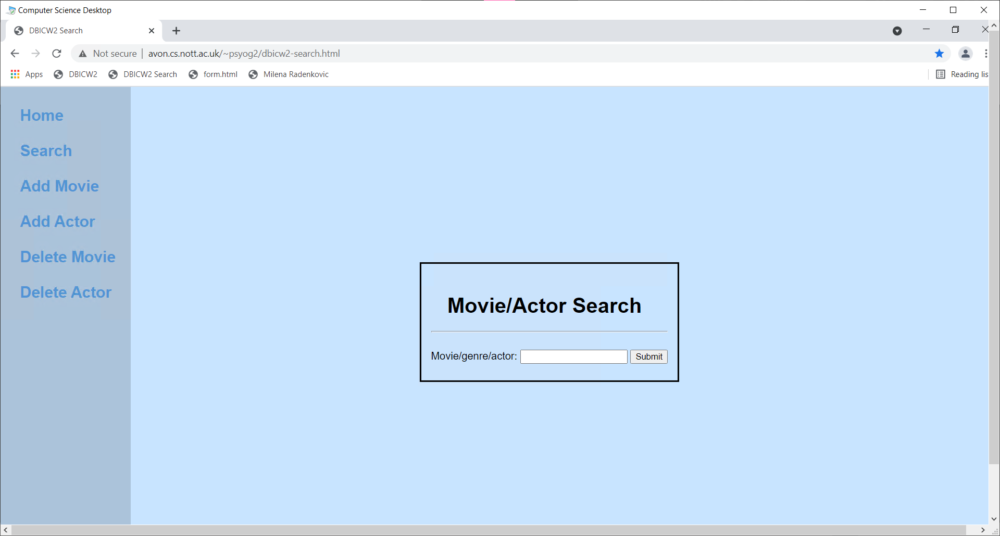 Computer Science Desktop
DBICW2 Search
Not secure | avon.cs.nott.ac.uk/~psyog2/dbicw2-search.html
Apps DBICW2 DBICW2 Search form.html Milena Radenkovic Reading lis
Home
Search
Add Movie
Add Actor
Delete Movie
Delete Actor
Movie/Actor Search
Movie/genre/actor: Submit